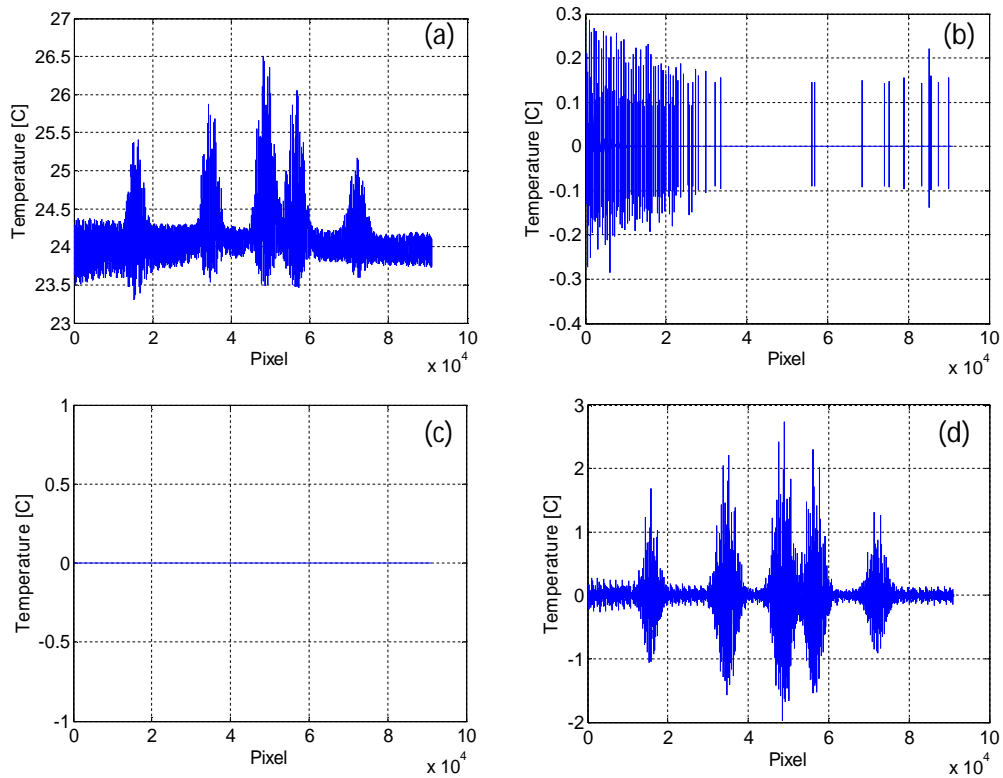 (a)
Temperature [C]
27
26.5
26
25.5
25
24.5
24
23.5
23
0 2 4 6 8 10
Pixel
x 10^4
(b)
Temperature [C]
0.3
0.2
0.1
0
-0.1
-0.2
-0.3
-0.4
0 2 4 6 8 10
Pixel
x 10^4
(c)
Temperature [C]
1
0.5
0
-0.5
-1
0 2 4 6 8 10
Pixel
x 10^4
(d)
Temperature [C]
3
2
1
0
-1
-2
0 2 4 6 8 10
Pixel
x 10^4